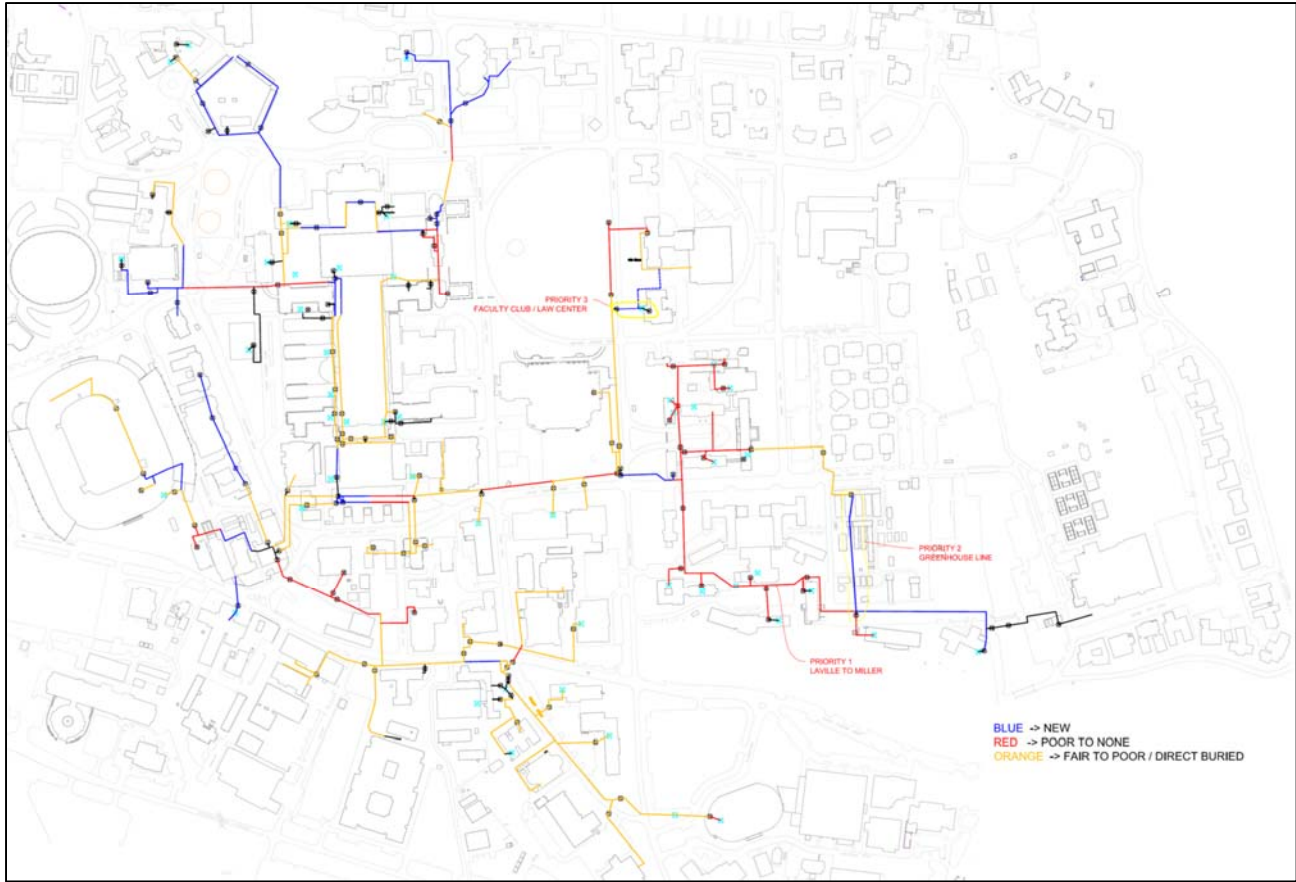 PRIORITY 3
FACULTY CLUB / LAW CENTER
PRIORITY 2
GREENHOUSE LINE
PRIORITY 1
LAVILLE TO MILLER
BLUE -> NEW
RED -> POOR TO NONE
ORANGE -> FAIR TO POOR / DIRECT BURIED